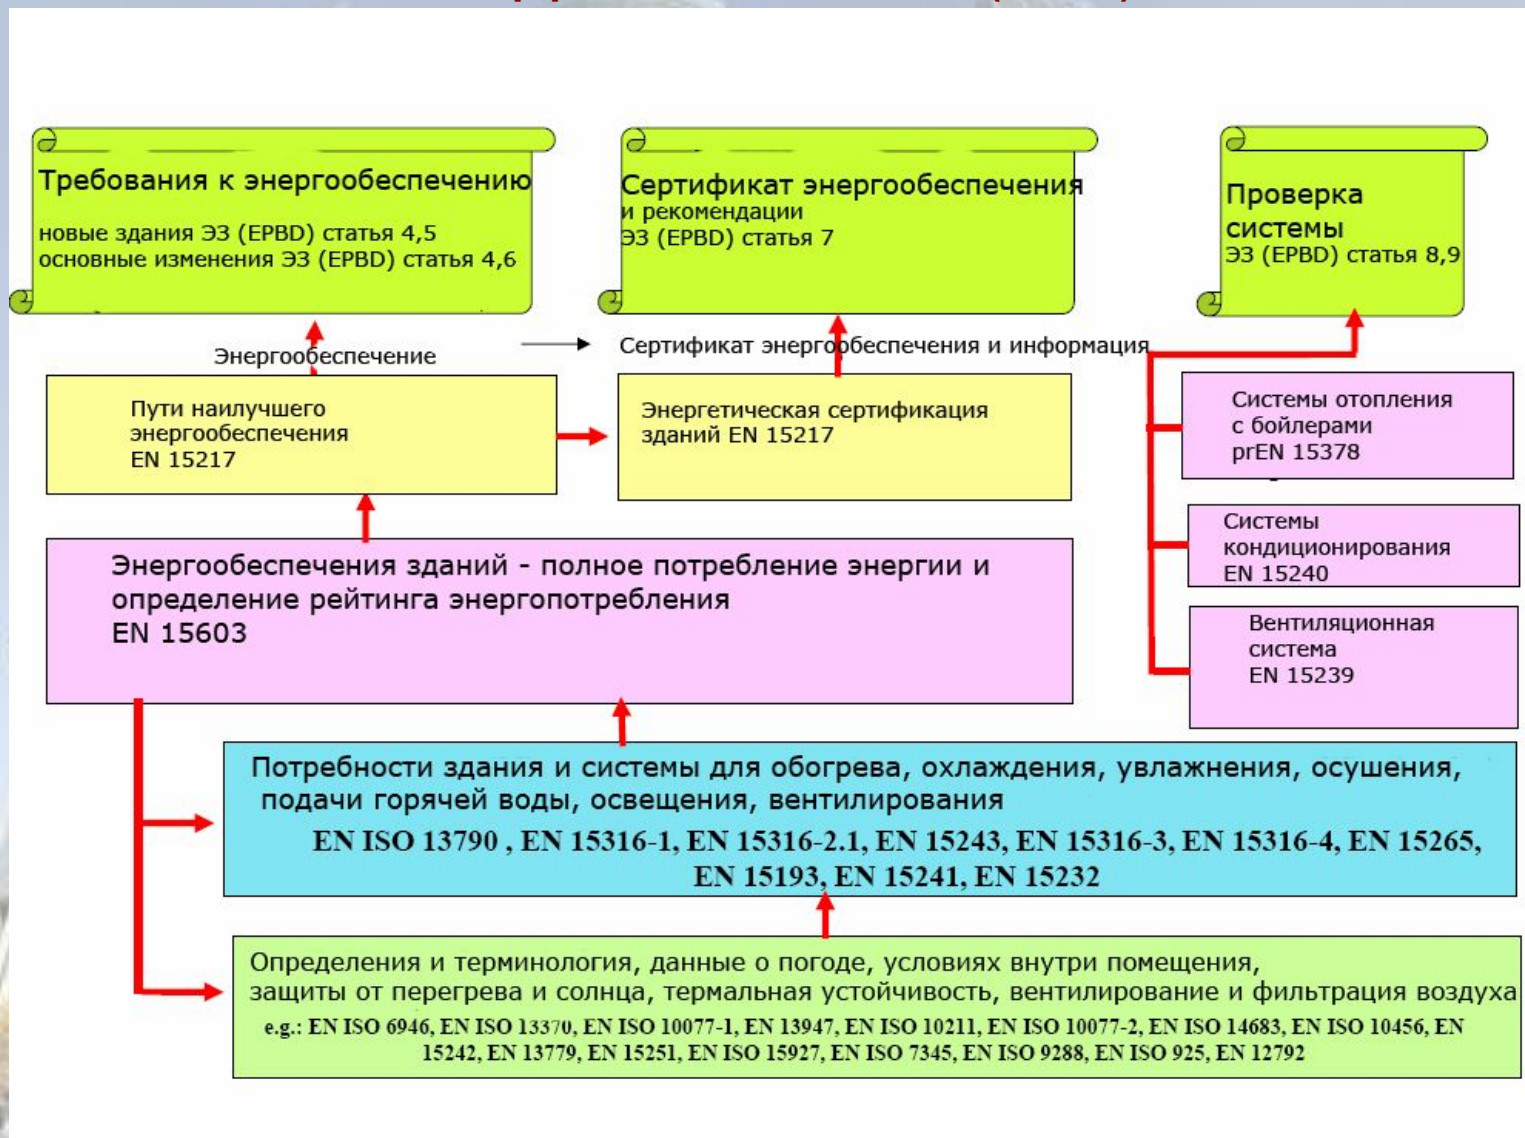 Требования к энергообеспечению
новые здания ЭЗ (EPBD) статья 4,5
основные изменения ЭЗ (EPBD) статья 4,6
Сертификат энергообеспечения
и рекомендации
ЭЗ (EPBD) статья 7
Проверка
системы
ЭЗ (EPBD) статья 8,9
Энергообеспечение
Сертификат энергообеспечения и информация
Пути наилучшего
энергообеспечения
EN 15217
Энергетическая сертификация
зданий EN 15217
Системы отопления
с бойлерами
prEN 15378
Системы
кондиционирования
EN 15240
Вентиляционная
система
EN 15239
Энергообеспечения зданий - полное потребление энергии и
определение рейтинга энергопотребления
EN 15603
Потребности здания и системы для обогрева, охлаждения, увлажнения, осушения,
подачи горячей воды, освещения, вентилирования
EN ISO 13790 , EN 15316-1, EN 15316-2.1, EN 15243, EN 15316-3, EN 15316-4, EN 15265,
EN 15193, EN 15241, EN 15232
Определения и терминология, данные о погоде, условиях внутри помещения,
защиты от перегрева и солнца, термальная устойчивость, вентилирование и фильтрация воздуха
e.g.: EN ISO 6946, EN ISO 13370, EN ISO 10077-1, EN 13947, EN ISO 10211, EN ISO 10077-2, EN ISO 14683, EN ISO 10456, EN
15242, EN 13779, EN 15251, EN ISO 15927, EN ISO 7345, EN ISO 9288, EN ISO 925, EN 12792